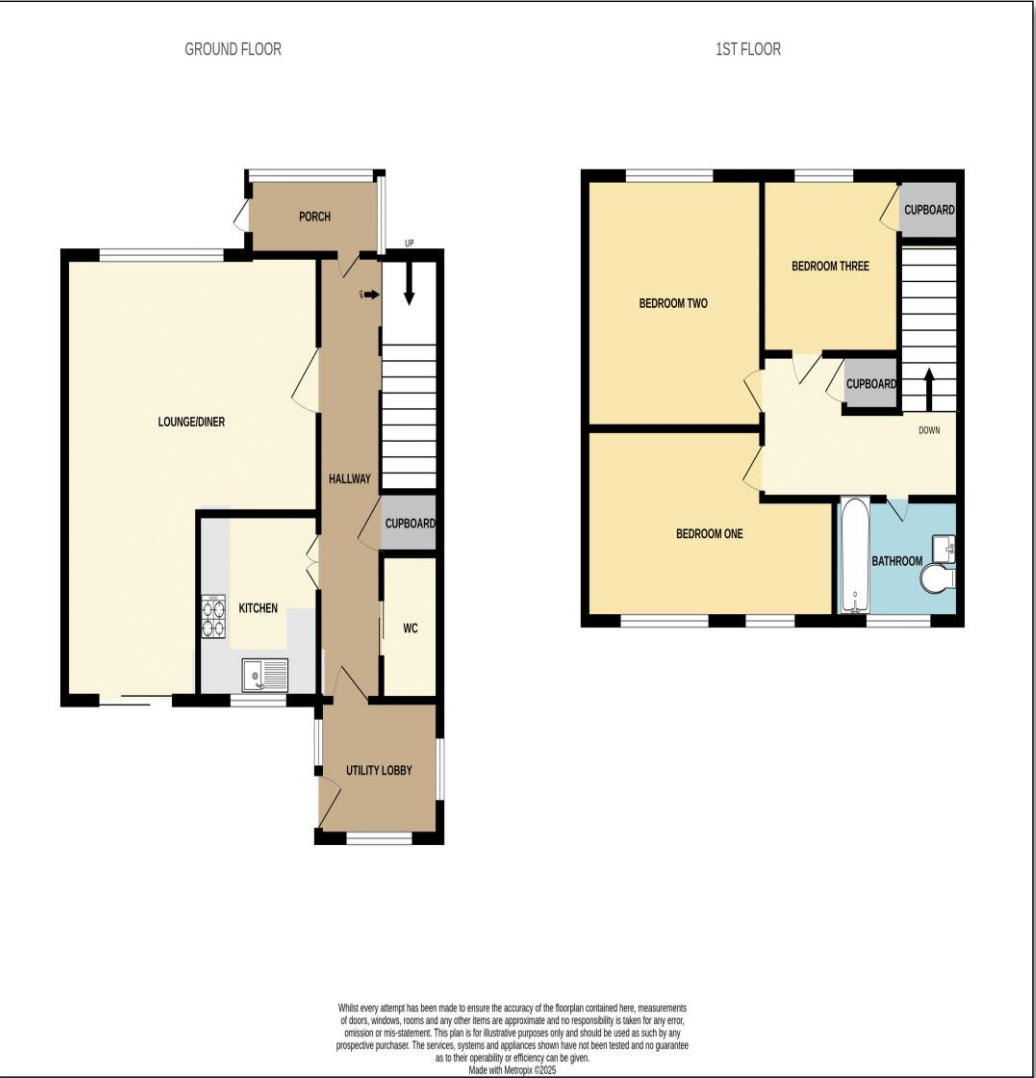 GROUND FLOOR
1ST FLOOR
PORCH
UP
LOUNGE/DINER
HALLWAY
CUPBOARD
KITCHEN
WC
UTILITY LOBBY
CUPBOARD
BEDROOM THREE
BEDROOM TWO
CUPBOARD
DOWN
BEDROOM ONE
BATHROOM
Whilst every attempt has been made to ensure the accuracy of the floorplan contained here, measurements
of doors, windows, rooms and any other items are approximate and no responsibility is taken for any error,
omission or mis-statement. This plan is for illustrative purposes only and should be used as such by any
prospective purchaser. The services, systems and appliances shown have not been tested and no guarantee
as to their operability or efficiency can be given.
Made with Metropix ©2025